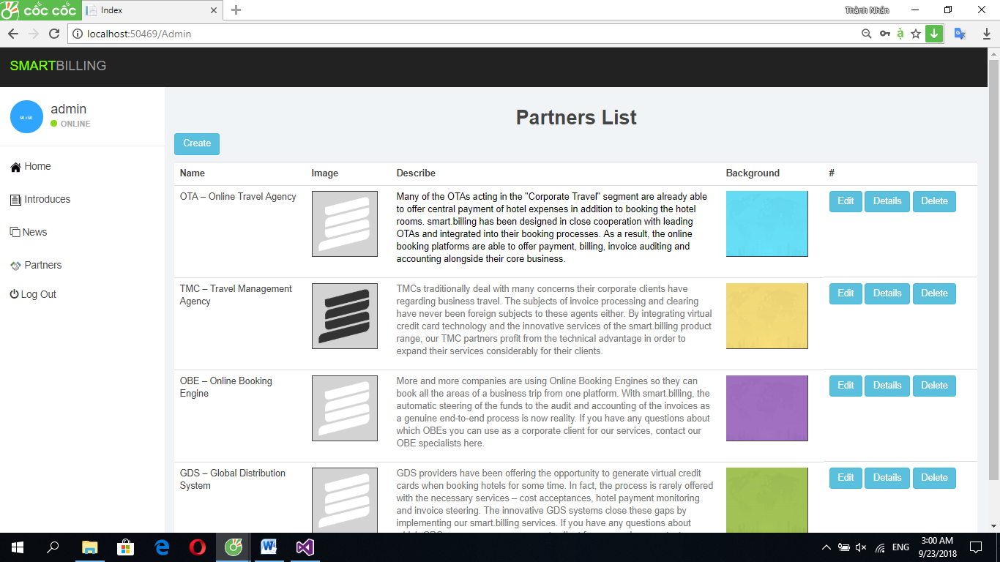 cốc cốc
Index
Thành Nhân
localhost:50469/Admin
SMARTBILLING
admin
ONLINE
Home
Introduces
News
Partners
Log Out
Partners List
Create
Name Image Describe Background #
OTA – Online Travel Agency
Many of the OTAs acting in the "Corporate Travel" segment are already able
to offer central payment of hotel expenses in addition to booking the hotel
rooms. smart.billing has been designed in close cooperation with leading
OTAs and integrated into their booking processes. As a result, the online
booking platforms are able to offer payment, billing, invoice auditing and
accounting alongside their core business.
Edit Details Delete
TMC – Travel Management
Agency
TMCs traditionally deal with many concerns their corporate clients have
regarding business travel. The subjects of invoice processing and clearing
have never been foreign subjects to these agents either. By integrating virtual
credit card technology and the innovative services of the smart.billing product
range, our TMC partners profit from the technical advantage in order to
expand their services considerably for their clients.
Edit Details Delete
OBE – Online Booking
Engine
More and more companies are using Online Booking Engines so they can
book all the areas of a business trip from one platform. With smart.billing, the
automatic steering of the funds to the audit and accounting of the invoices as
a genuine end-to-end process is now reality. If you have any questions about
which OBEs you can use as a corporate client for our services, contact our
OBE specialists here.
Edit Details Delete
GDS – Global Distribution
System
GDS providers have been offering the opportunity to generate virtual credit
cards when booking hotels for some time. In fact, the process is rarely offered
with the necessary services – cost acceptances, hotel payment monitoring
and invoice steering. The innovative GDS systems close these gaps by
implementing our smart.billing services. If you have any questions about
Edit Details Delete
ENG
3:00 AM
9/23/2018